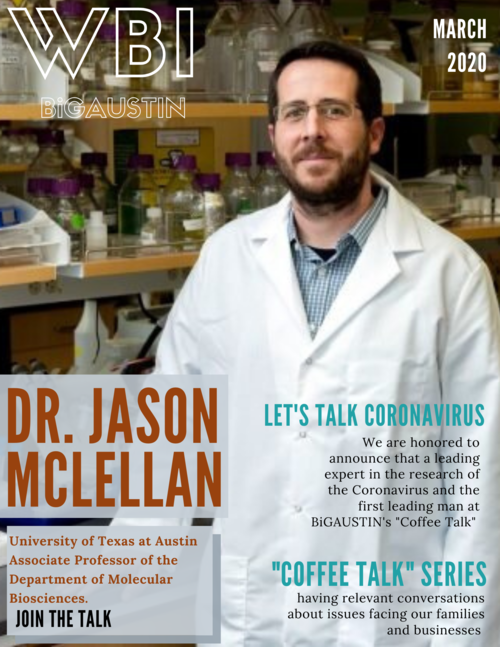 WBI
BiGAUSTIN
MARCH
2020
DR. JASON
MCLELLAN
University of Texas at Austin
Associate Professor of the
Department of Molecular
Biosciences.
JOIN THE TALK
LET'S TALK CORONAVIRUS
We are honored to
announce that a leading
expert in the research of
the Coronavirus and the
first leading man at
BiGAUSTIN's "Coffee Talk"
"COFFEE TALK" SERIES
having relevant conversations
about issues facing our families
and businesses